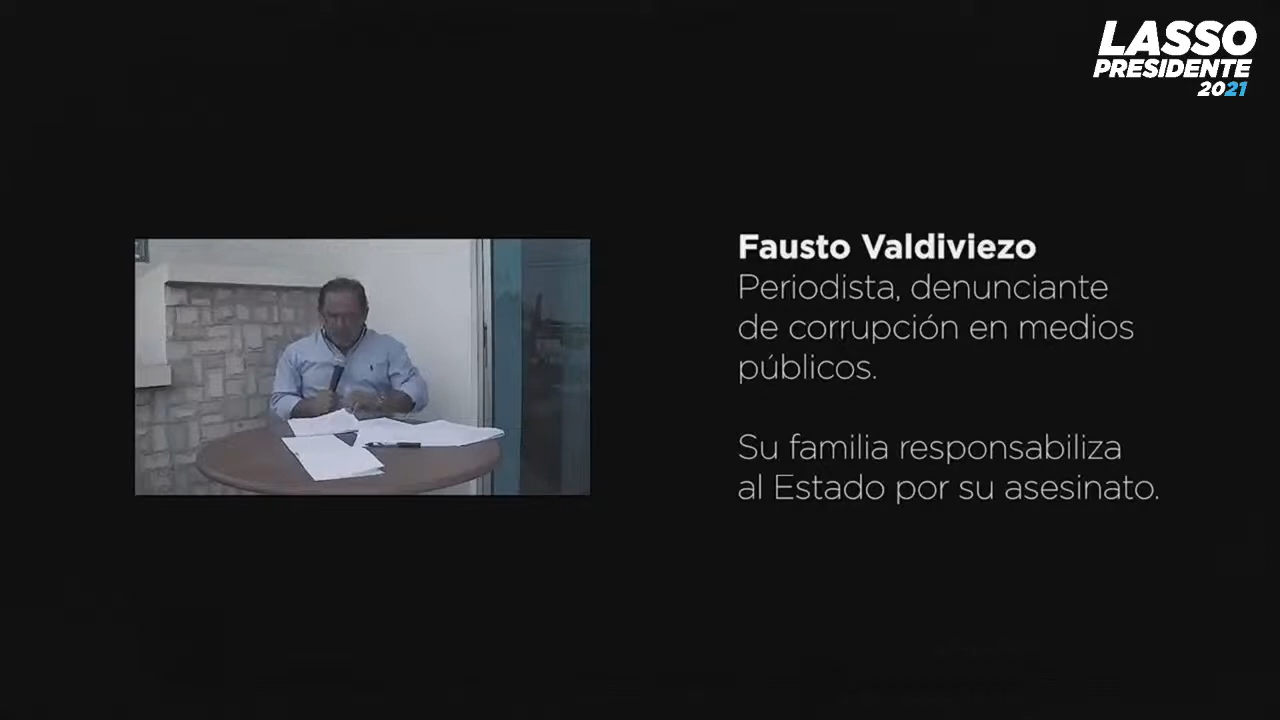 LASSO
PRESIDENTE
2021
Fausto Valdiviezo
Periodista, denunciante
de corrupción en medios
públicos.
Su familia responsabiliza
al Estado por su asesinato.